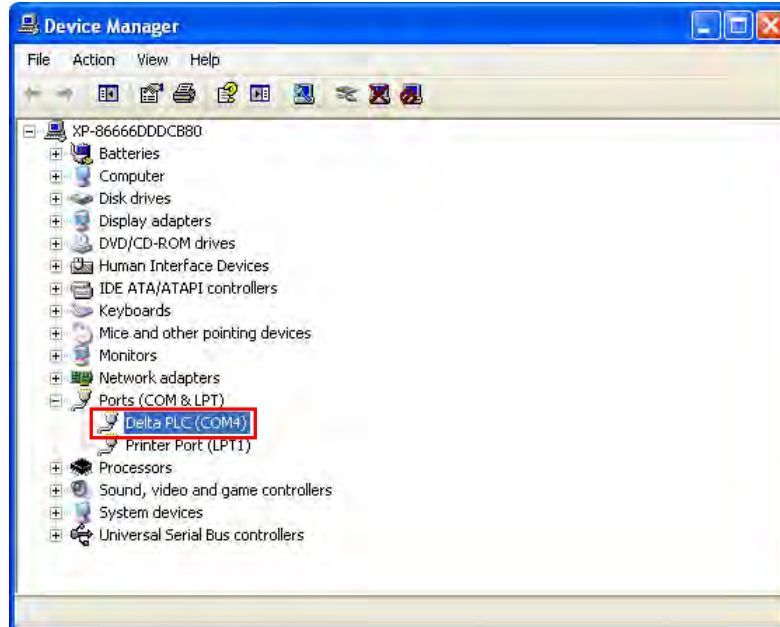 Device Manager
File Action View Help
XP-86666DDDCB80
Batteries
Computer
Disk drives
Display adapters
DVD/CD-ROM drives
Human Interface Devices
IDE ATA/ATAPI controllers
Keyboards
Mice and other pointing devices
Monitors
Network adapters
Ports (COM & LPT)
Delta PLC (COM4)
Printer Port (LPT1)
Processors
Sound, video and game controllers
System devices
Universal Serial Bus controllers